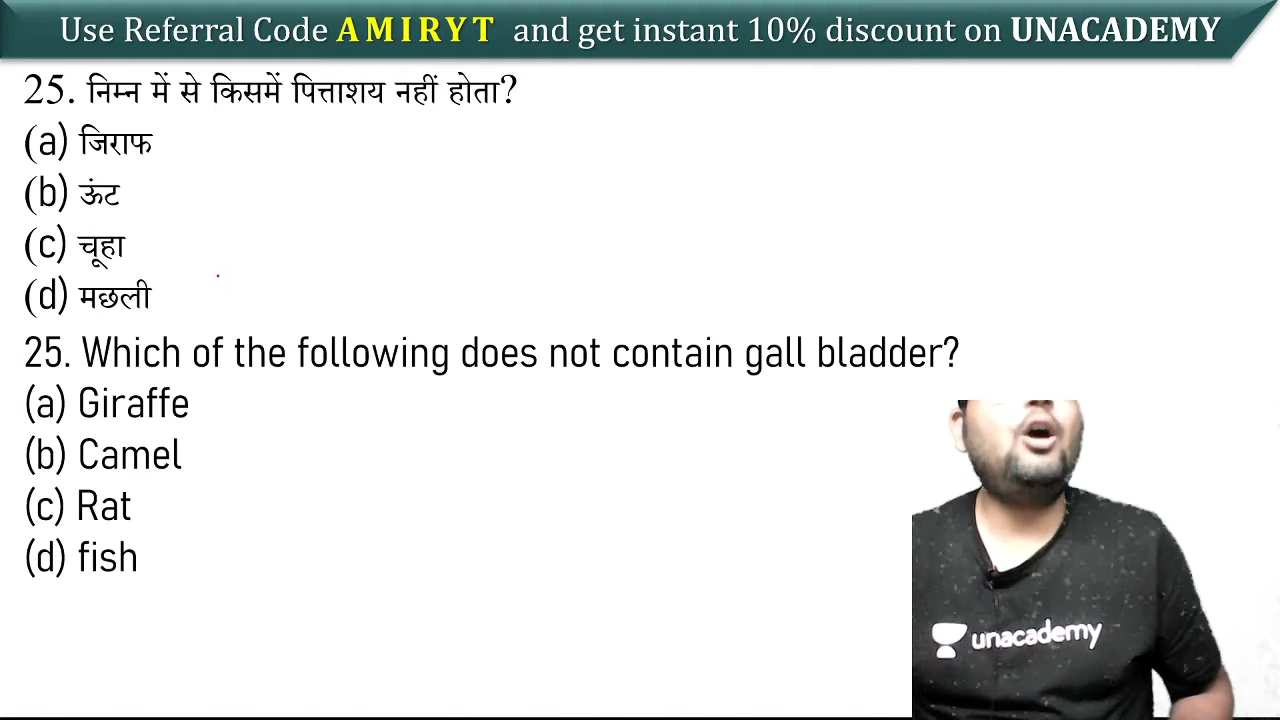 Use Referral Code AMIRYT and get instant 10% discount on UNACADEMY
25. निम्न में से किसमें पित्ताशय नहीं होता?
(a) जिराफ
(b) ऊंट
(c) चूहा
(d) मछली
25. Which of the following does not contain gall bladder?
(a) Giraffe
(b) Camel
(c) Rat
(d) fish
unacademy